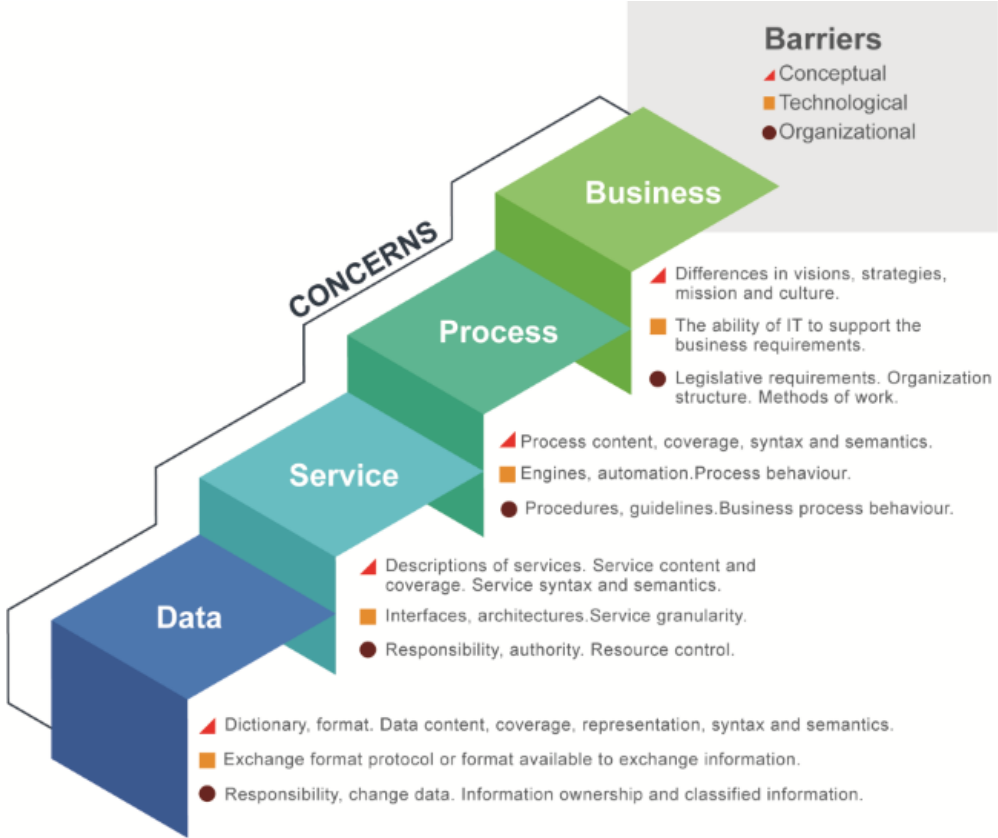 Barriers
Conceptual
Technological
Organizational
CONCERNS
Business
Differences in visions, strategies,
mission and culture.
The ability of IT to support the
business requirements.
Legislative requirements. Organization
structure. Methods of work.
Process
Process content, coverage, syntax and semantics.
Engines, automation.Process behaviour.
Procedures, guidelines.Business process behaviour.
Service
Descriptions of services. Service content and
coverage. Service syntax and semantics.
Interfaces, architectures.Service granularity.
Responsibility, authority. Resource control.
Data
Dictionary, format. Data content, coverage, representation, syntax and semantics.
Exchange format protocol or format available to exchange information.
Responsibility, change data. Information ownership and classified information.